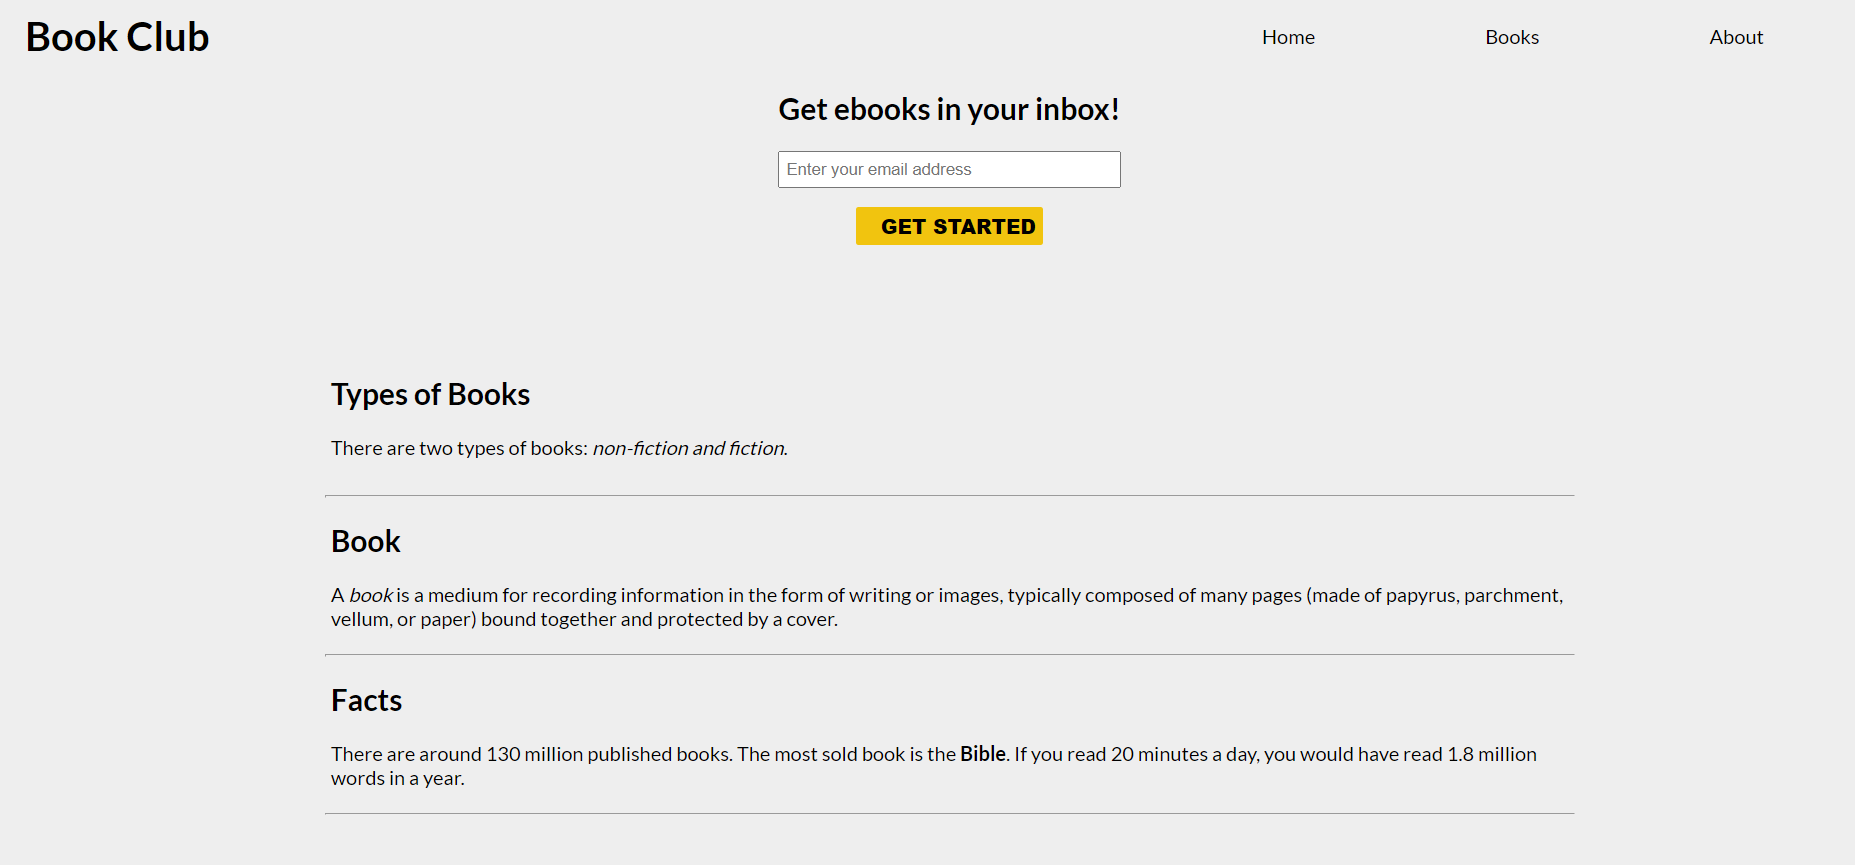 Book Club
Home
Books
About
Get ebooks in your inbox!
Enter your email address
GET STARTED
Types of Books
There are two types of books: non-fiction and fiction.
Book
A book is a medium for recording information in the form of writing or images, typically composed of many pages (made of papyrus, parchment,
vellum, or paper) bound together and protected by a cover.
Facts
There are around 130 million published books. The most sold book is the Bible. If you read 20 minutes a day, you would have read 1.8 million
words in a year.